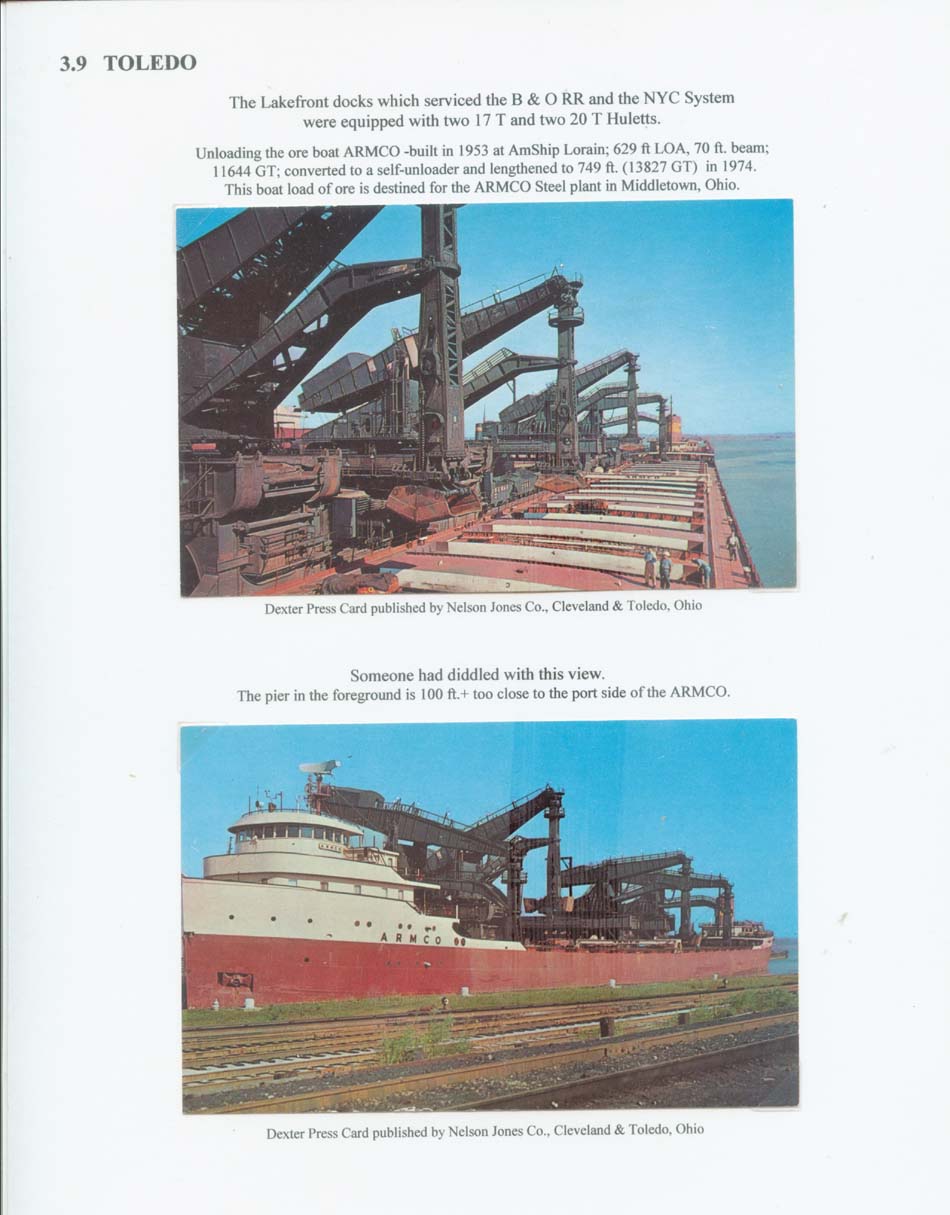 3.9 TOLEDO
The Lakefront docks which serviced the B & O RR and the NYC System
were equipped with two 17 T and two 20 T Huletts.
Unloading the ore boat ARMCO -built in 1953 at AmShip Lorain; 629 ft LOA, 70 ft. beam;
11644 GT; converted to a self-unloader and lengthened to 749 ft. (13827 GT) in 1974.
This boat load of ore is destined for the ARMCO Steel plant in Middletown, Ohio.
Dexter Press Card published by Nelson Jones Co., Cleveland & Toledo, Ohio
Someone had diddled with this view.
The pier in the foreground is 100 ft.+ too close to the port side of the ARMCO.
ARMCO
ARMCO
Dexter Press Card published by Nelson Jones Co., Cleveland & Toledo, Ohio